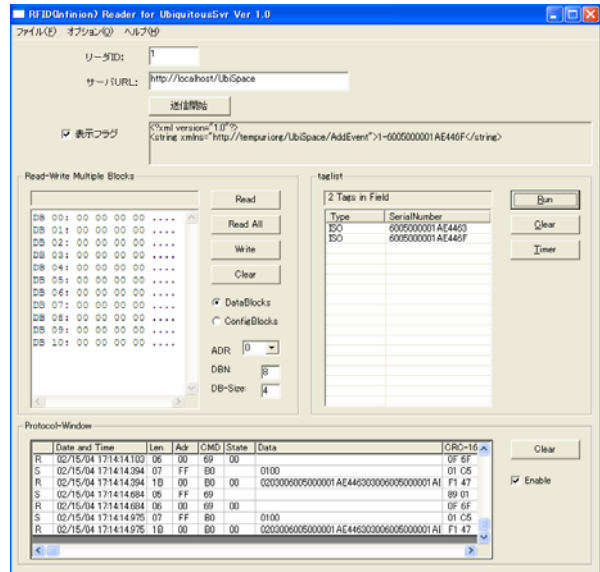 RFID(Infinion) Reader for UbiquitousSvr Ver 1.0
ファイル(F) オプション(O) ヘルプ(H)
リーダID: 1
サーバURL: http://localhost/UbiSpace
送信開始
表示フラグ
<?xml version="1.0"?>
<string xmlns="http://tempuri.org/UbiSpace/AddEvent">1-6005000001AE446F</string>
Read-Write Multiple Blocks
Read
DB 00: 00 00 00 00 ....
DB 01: 00 00 00 00 ....
Read All
DB 02: 00 00 00 00 ....
DB 03: 00 00 00 00 ....
Write
DB 04: 00 00 00 00 ....
DB 05: 00 00 00 00 ....
Clear
DB 06: 00 00 00 00 ....
DB 07: 00 00 00 00 ....
DB 08: 00 00 00 00 ....
DB 09: 00 00 00 00 ....
DB 10: 00 00 00 00 ....
DataBlocks
ConfigBlocks
ADR: 0
DBN: 8
DB-Size: 4
taglist
2 Tags in Field
Type SerialNumber
ISO 6005000001AE4463
ISO 6005000001AE446F
Run
Clear
Timer
Protocol-Window
Date and Time Len Adr CMD State Data CRC-16
R 02/15/04 17:14:14.103 06 00 69 00 0F 6F
S 02/15/04 17:14:14.394 07 FF B0 0100 01 C5
R 02/15/04 17:14:14.394 1B 00 B0 00 0203006005000001AE446303006005000001AE F1 47
S 02/15/04 17:14:14.684 05 FF 69 89 01
R 02/15/04 17:14:14.684 06 00 69 00 0F 6F
S 02/15/04 17:14:14.975 07 FF B0 0100 01 C5
R 02/15/04 17:14:14.975 1B 00 B0 00 0203006005000001AE446303006005000001AE F1 47
Clear
Enable